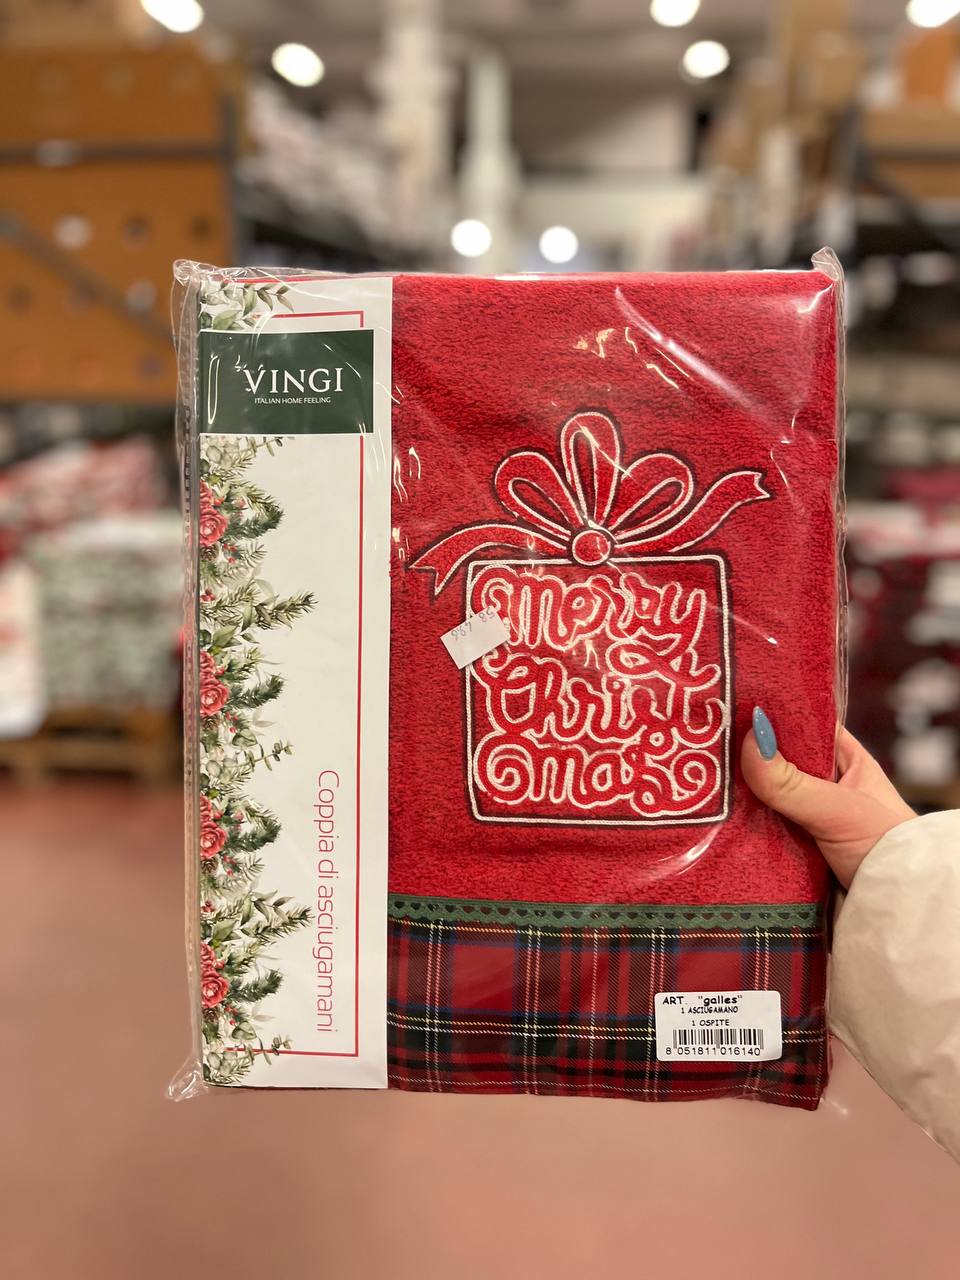 VINGI
ITALIAN HOME FEELING
Coppia di asciugamani
Merry
Christ
mas
ART. "galles"
1 ASCIUGAMANO
1 OSPITE
8 051811 016140